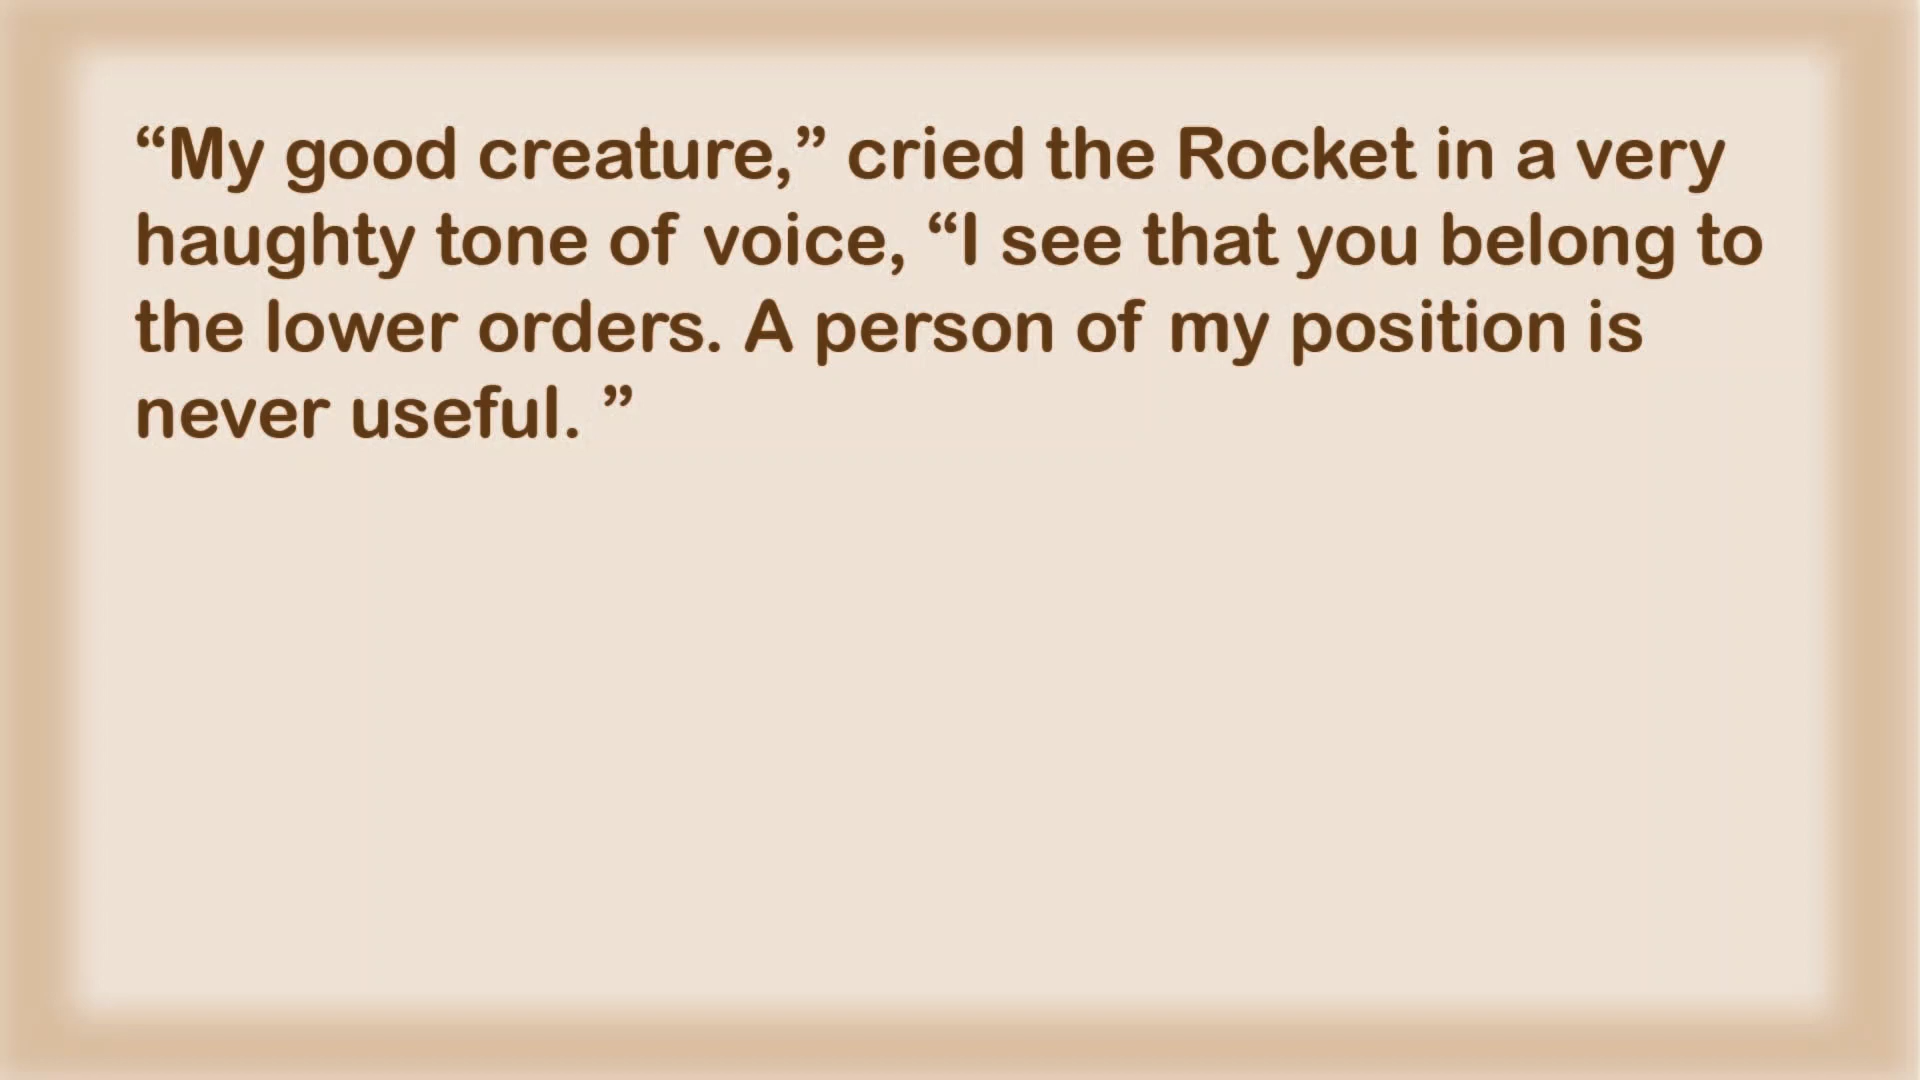 “My good creature,” cried the Rocket in a very
haughty tone of voice, “I see that you belong to
the lower orders. A person of my position is
never useful. ”